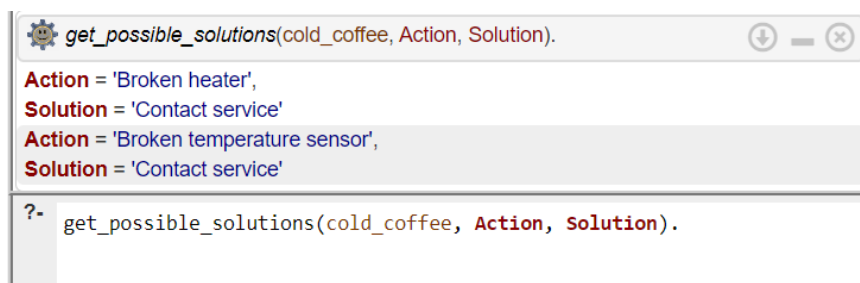 get_possible_solutions(cold_coffee, Action, Solution).
Action = 'Broken heater',
Solution = 'Contact service'
Action = 'Broken temperature sensor',
Solution = 'Contact service'
?- get_possible_solutions(cold_coffee, Action, Solution).